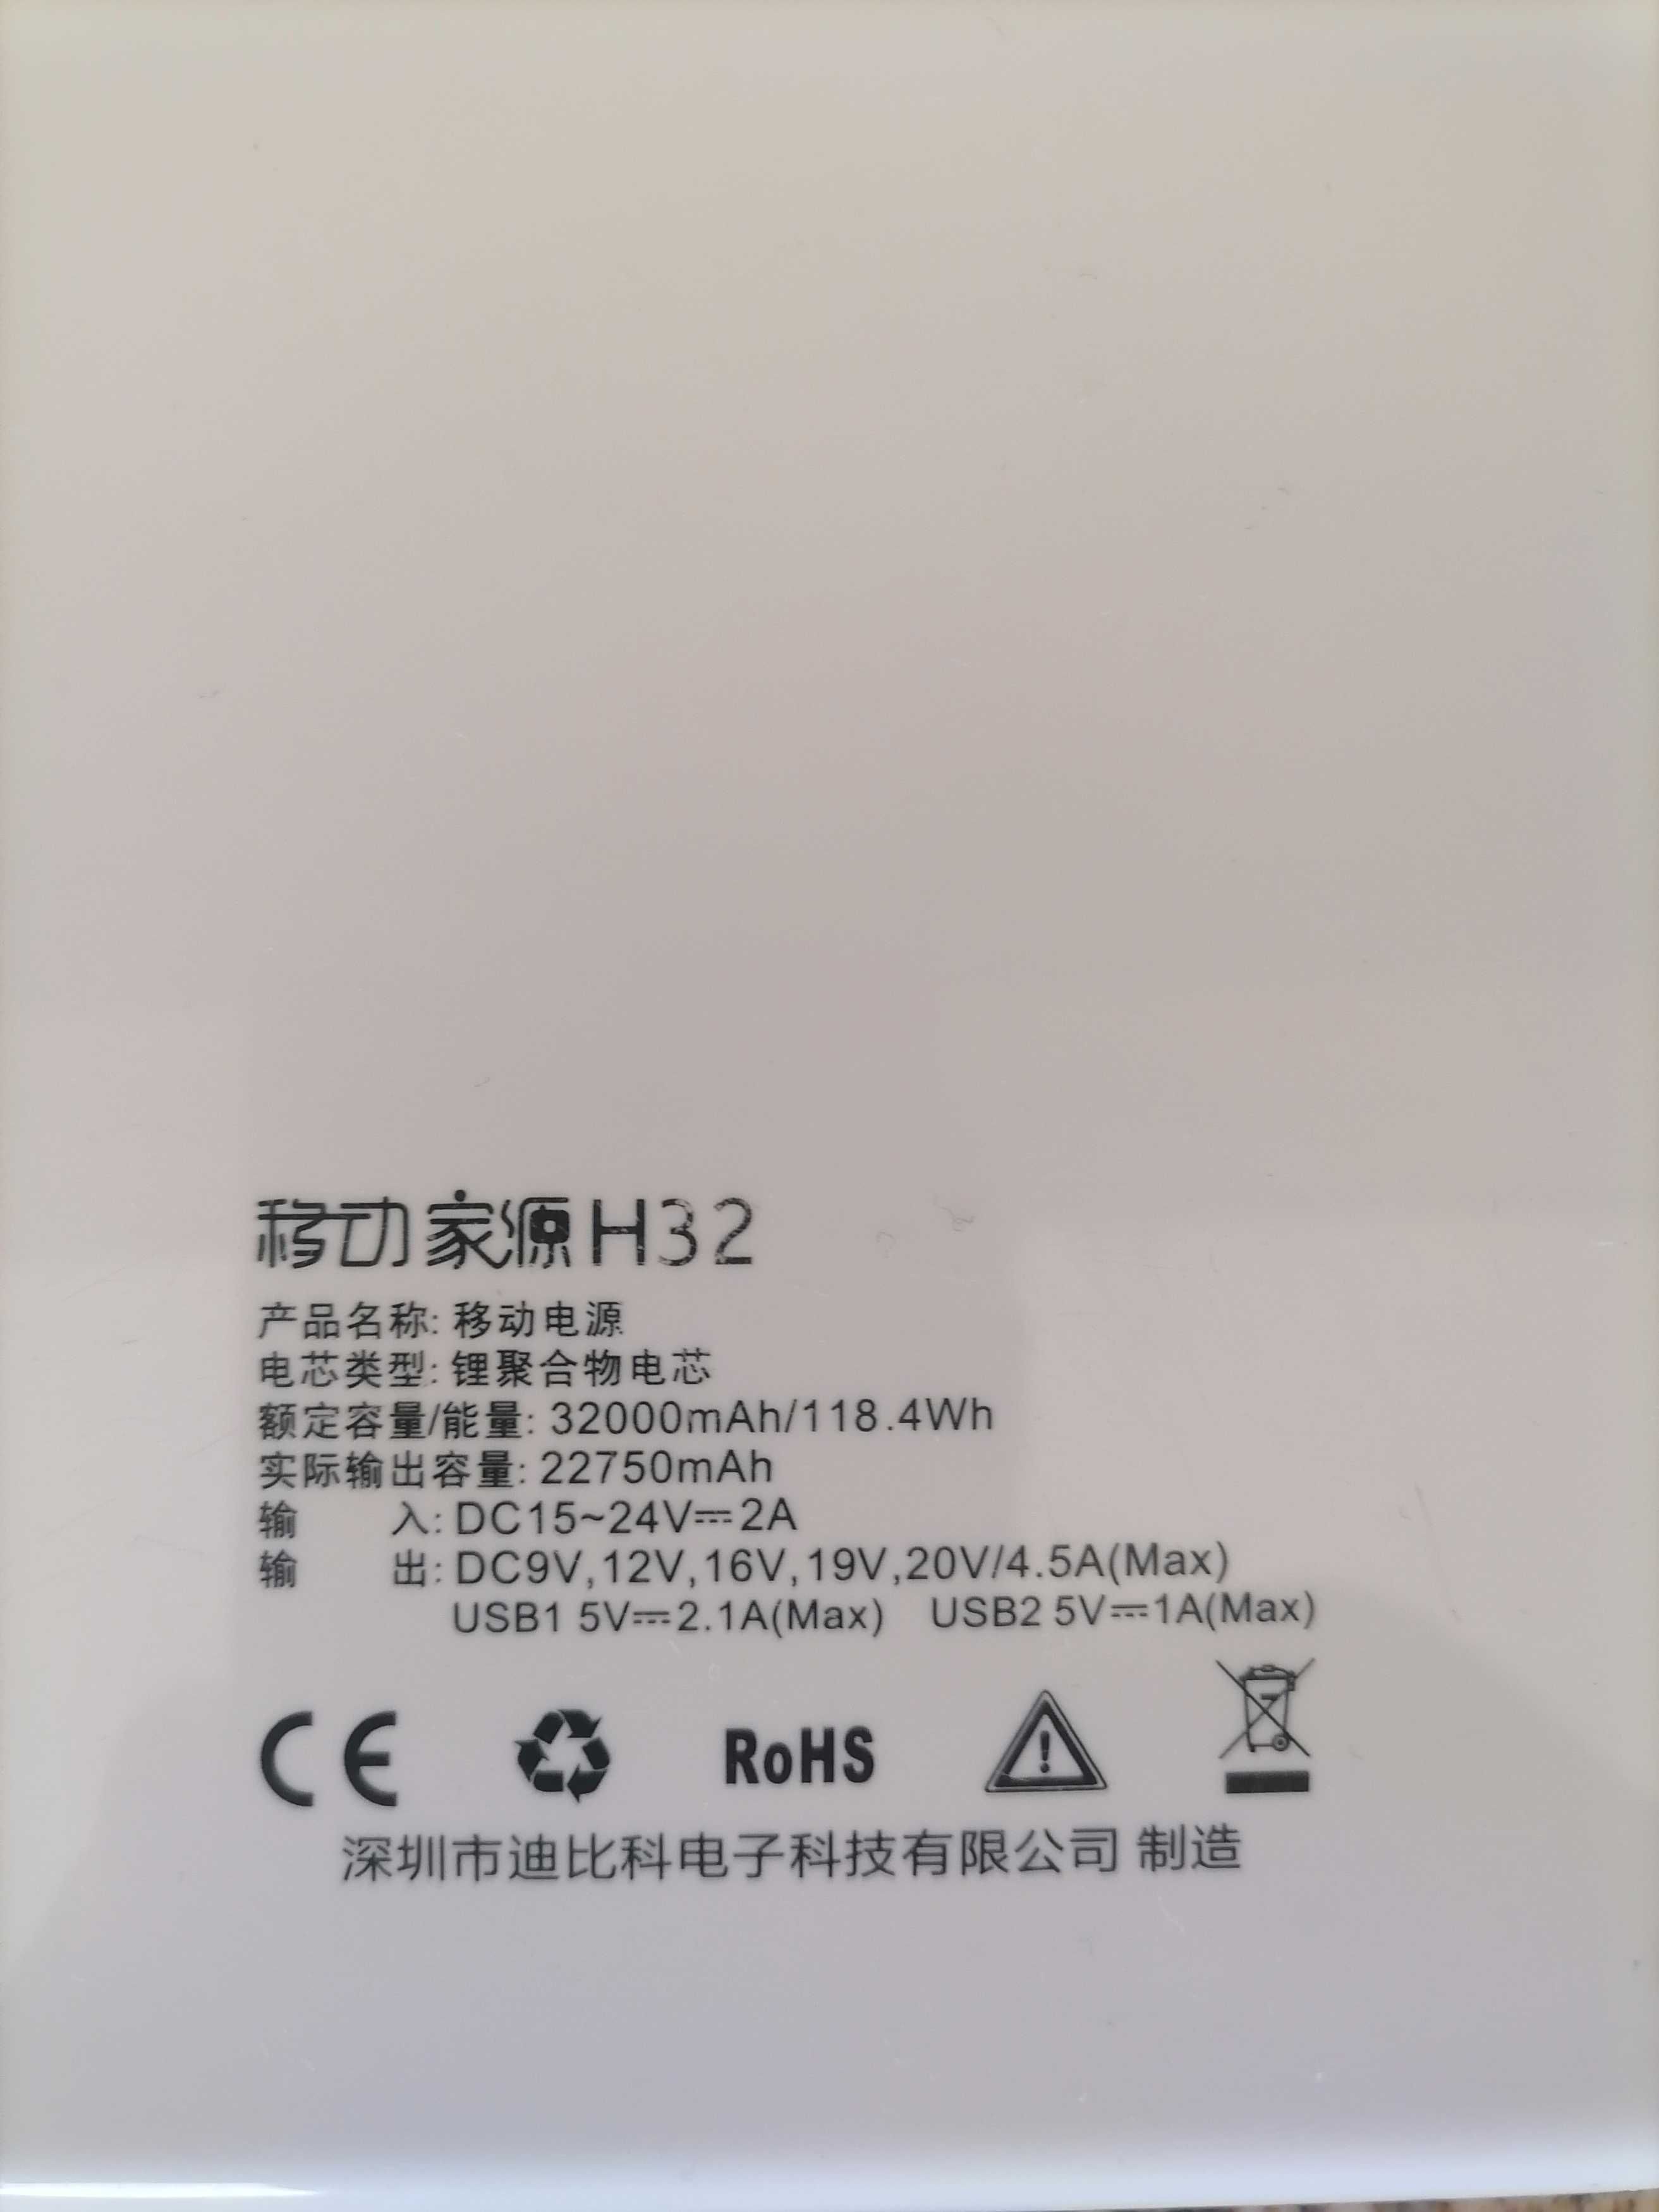 移动家源H32
产品名称: 移动电源
电芯类型: 锂聚合物电芯
额定容量/能量: 32000mAh/118.4Wh
实际输出容量: 22750mAh
输 入: DC15~24V⎓2A
输 出: DC9V,12V,16V,19V,20V/4.5A(Max)
USB1 5V⎓2.1A(Max) USB2 5V⎓1A(Max)
CE RoHS
深圳市迪比科电子科技有限公司 制造